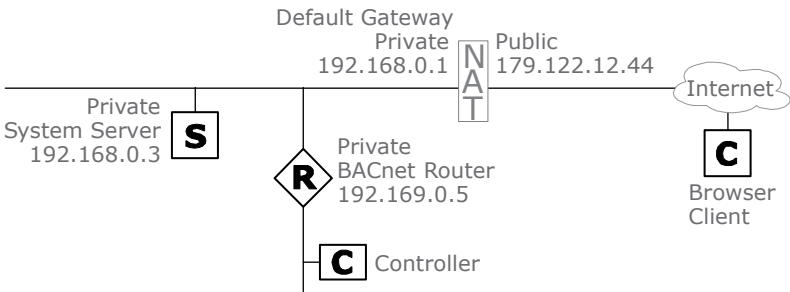 Default Gateway
Private
192.168.0.1
NAT
Public
179.122.12.44
Internet
Private
System Server
192.168.0.3
S
Private
BACnet Router
192.169.0.5
R
C
Browser
Client
C
Controller